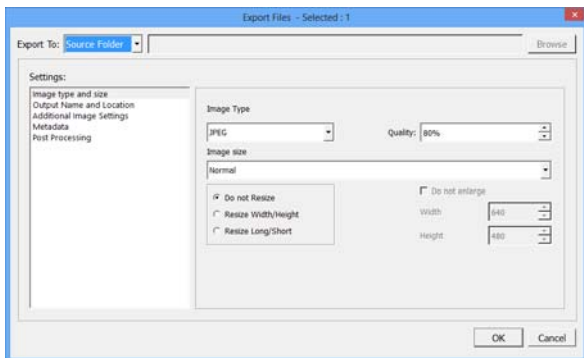 Export Files - Selected : 1
Export To: Source Folder Browse
Settings:
Image type and size
Output Name and Location
Additional Image Settings
Metadata
Post Processing
Image Type
JPEG Quality: 80%
Image size
Normal
Do not Resize
Resize Width/Height
Resize Long/Short
Do not enlarge
Width 640
Height 480
OK Cancel